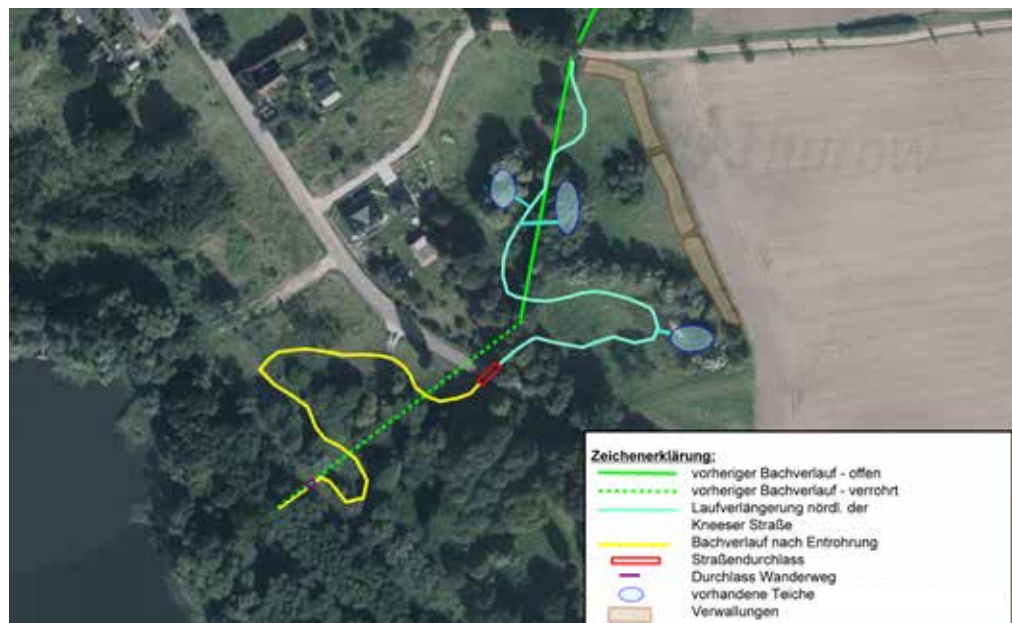 Zeichenerklärung:
vorheriger Bachverlauf - offen
vorheriger Bachverlauf - verrohrt
Laufverlängerung nördl. der
Kneeser Straße
Bachverlauf nach Entrohrung
Straßendurchlass
Durchlass Wanderweg
vorhandene Teiche
Verwallungen